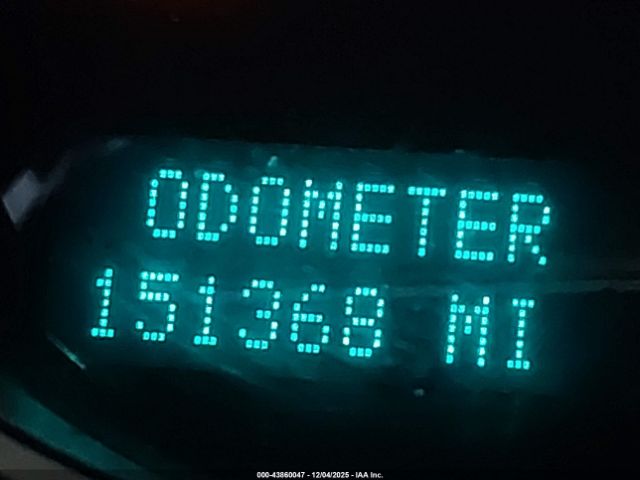 ODOMETER
151368 MI
000-43860047 - 12/04/2025 - IAA Inc.